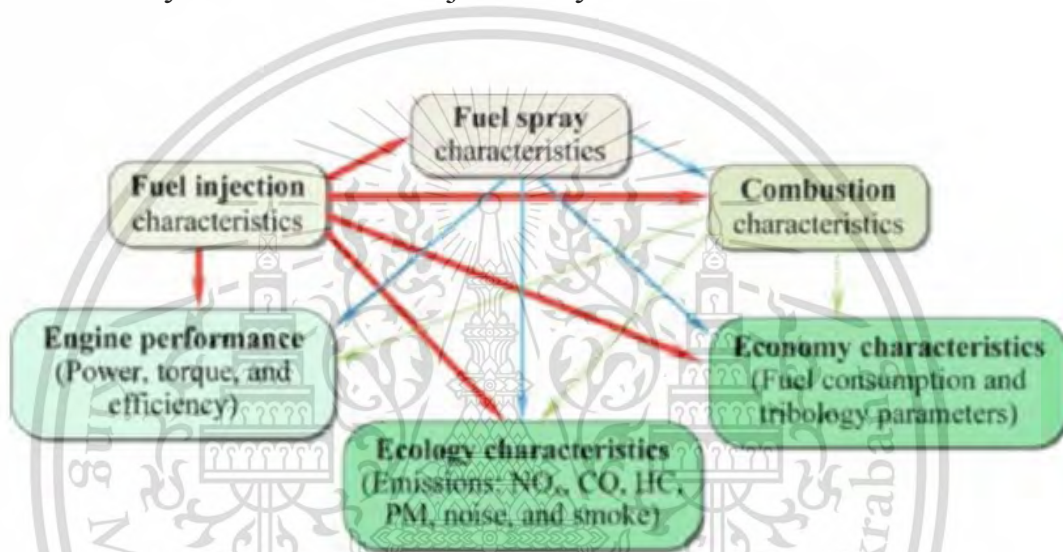 Fuel spray
characteristics
Fuel injection
characteristics
Combustion
characteristics
Engine performance
(Power, torque, and
efficiency)
Economy characteristics
(Fuel consumption and
tribology parameters)
Ecology characteristics
(Emissions: NOₓ, CO, HC,
PM, noise, and smoke)